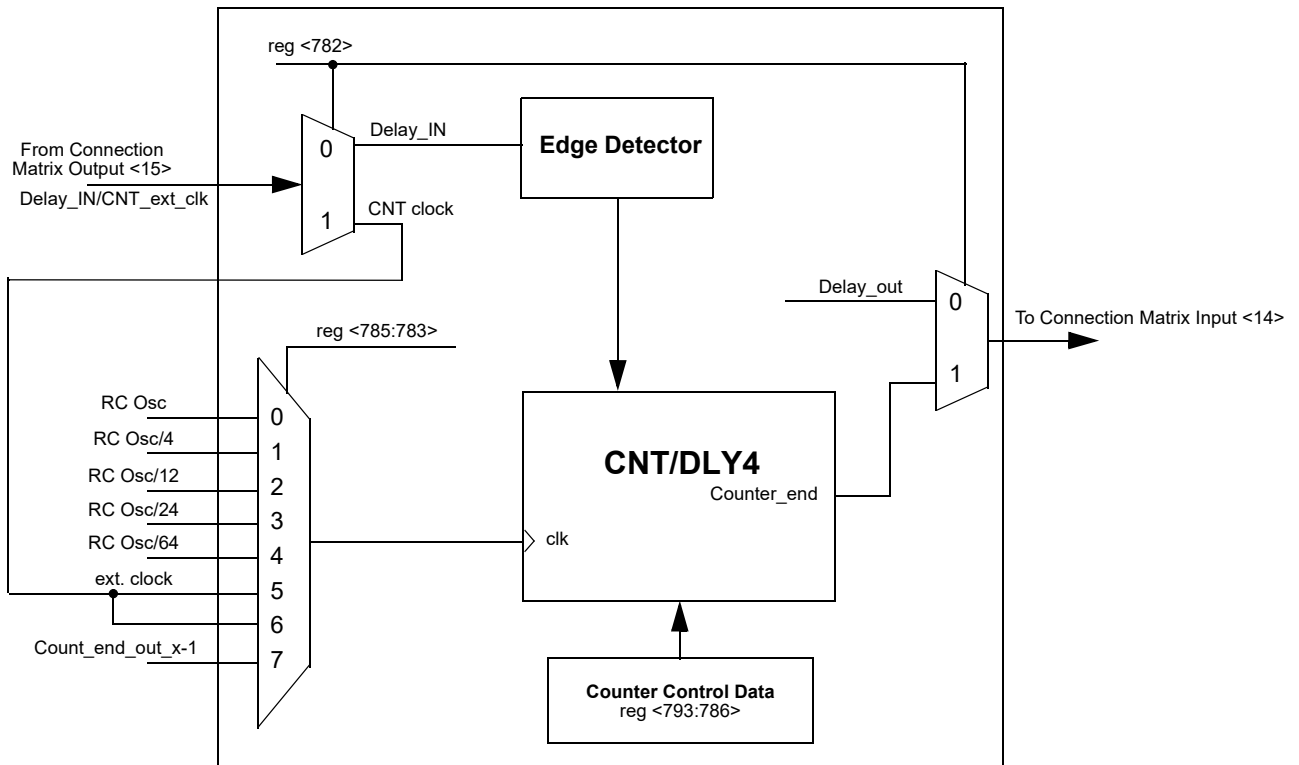 reg <782>
From Connection
Matrix Output <15>
Delay_IN/CNT_ext_clk
0
1
Delay_IN
CNT clock
Edge Detector
Delay_out
0
1
To Connection Matrix Input <14>
reg <785:783>
RC Osc
RC Osc/4
RC Osc/12
RC Osc/24
RC Osc/64
ext. clock
Count_end_out_x-1
0
1
2
3
4
5
6
7
CNT/DLY4
Counter_end
clk
Counter Control Data
reg <793:786>